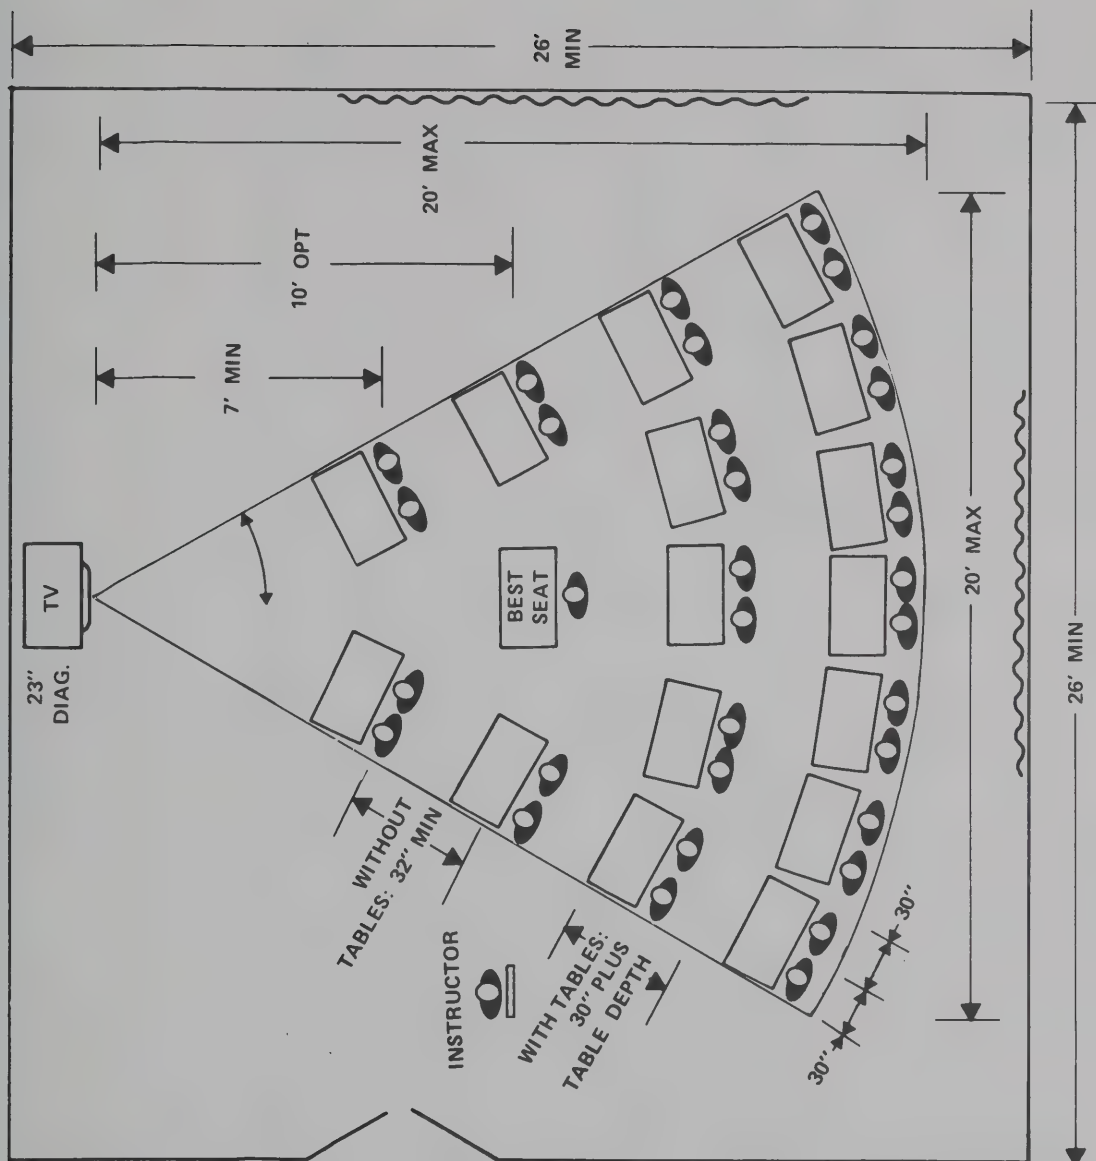 26'
MIN
20' MAX
10' OPT
7' MIN
TV
23"
DIAG.
BEST
SEAT
WITHOUT
TABLES: 32" MIN
INSTRUCTOR
WITH TABLES:
30" PLUS
TABLE DEPTH
30"
30"
20' MAX
26' MIN